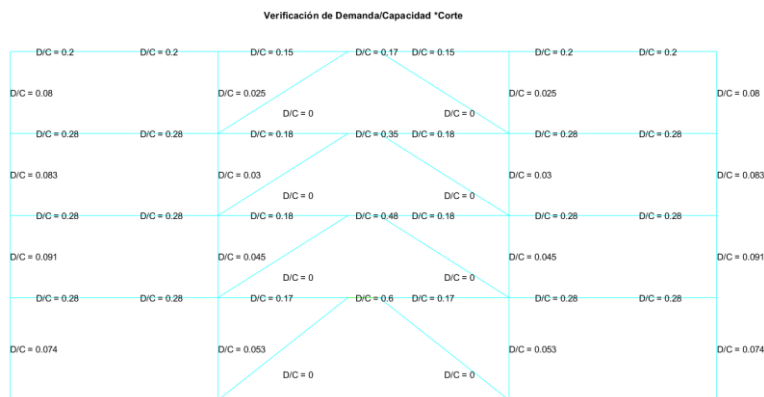 Verificación de Demanda/Capacidad *Corte
D/C = 0.2 D/C = 0.2 D/C = 0.15 D/C = 0.17 D/C = 0.15 D/C = 0.2 D/C = 0.2
D/C = 0.08 D/C = 0.025 D/C = 0.025 D/C = 0.08
D/C = 0 D/C = 0
D/C = 0.28 D/C = 0.28 D/C = 0.18 D/C = 0.35 D/C = 0.18 D/C = 0.28 D/C = 0.28
D/C = 0.083 D/C = 0.03 D/C = 0.03 D/C = 0.083
D/C = 0 D/C = 0
D/C = 0.28 D/C = 0.28 D/C = 0.18 D/C = 0.48 D/C = 0.18 D/C = 0.28 D/C = 0.28
D/C = 0.091 D/C = 0.045 D/C = 0.045 D/C = 0.091
D/C = 0 D/C = 0
D/C = 0.28 D/C = 0.28 D/C = 0.17 D/C = 0.6 D/C = 0.17 D/C = 0.28 D/C = 0.28
D/C = 0.074 D/C = 0.053 D/C = 0.053 D/C = 0.074
D/C = 0 D/C = 0